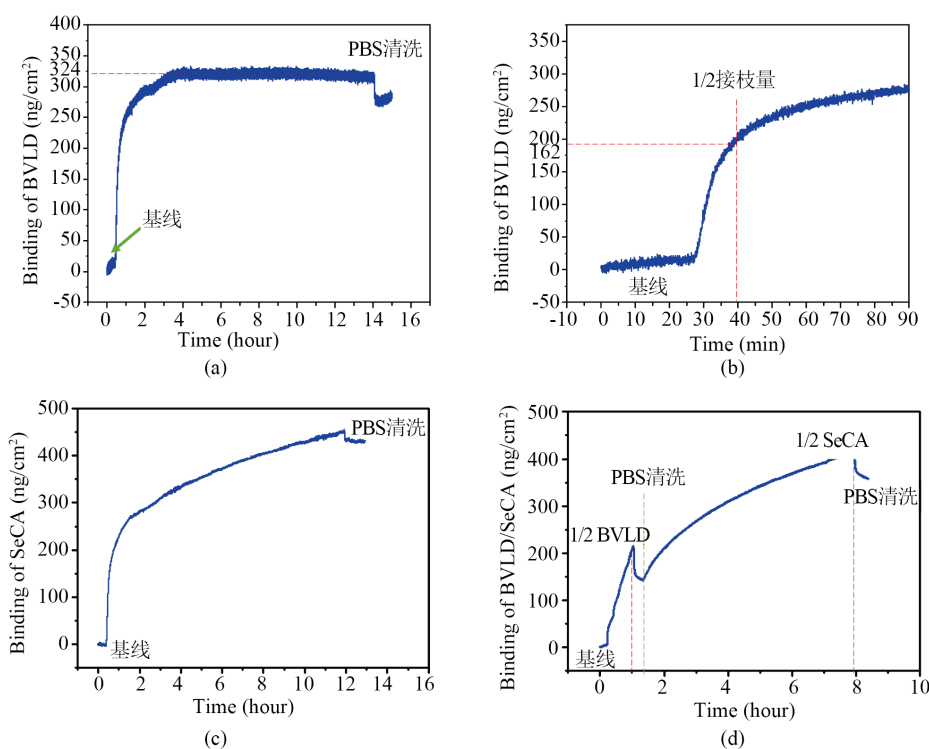 400
350
324
300
250
200
150
100
50
0
-50
Binding of BVLD (ng/cm²)
PBS清洗
基线
0 2 4 6 8 10 12 14 16
Time (hour)
(a)
350
300
250
200
162
150
100
50
0
-50
Binding of BVLD (ng/cm²)
1/2接枝量
基线
-10 0 10 20 30 40 50 60 70 80 90
Time (min)
(b)
500
400
300
200
100
0
Binding of SeCA (ng/cm²)
PBS清洗
基线
0 2 4 6 8 10 12 14 16
Time (hour)
(c)
500
400
300
200
100
0
Binding of BVLD/SeCA (ng/cm²)
1/2 SeCA
PBS清洗
PBS清洗
1/2 BVLD
基线
0 2 4 6 8 10
Time (hour)
(d)